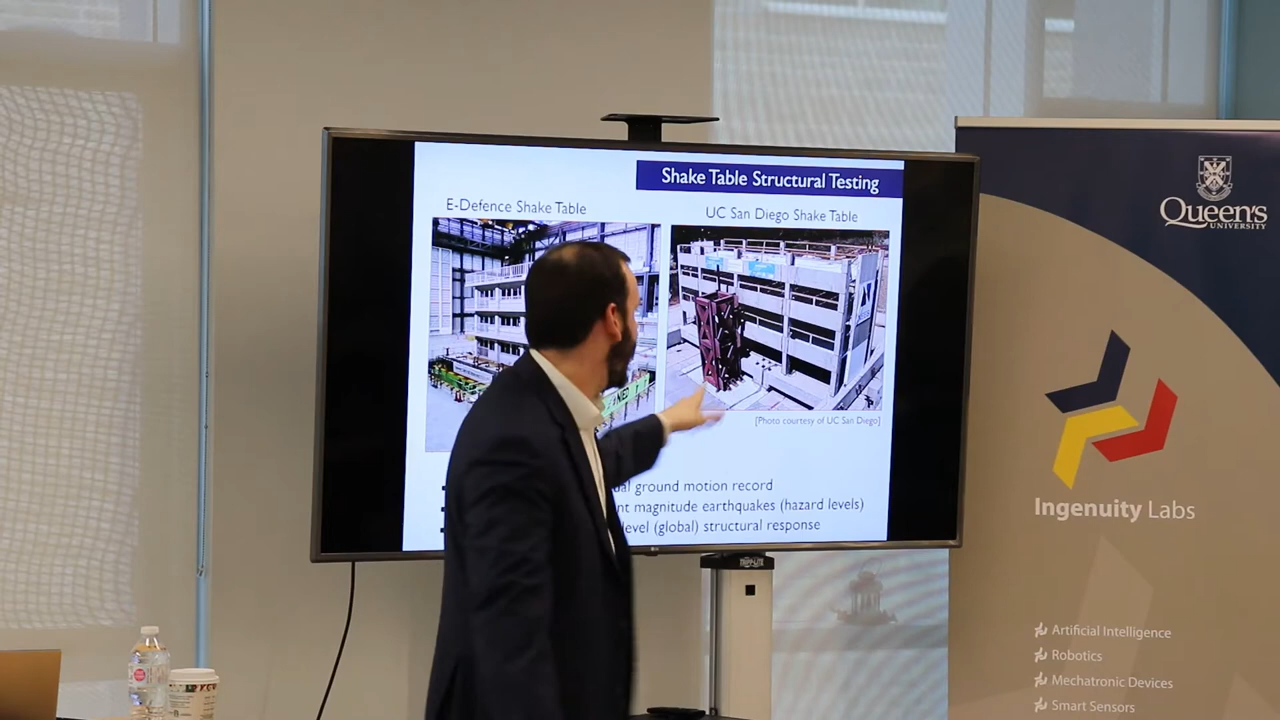 Shake Table Structural Testing
E-Defence Shake Table
UC San Diego Shake Table
[Photo courtesy of UC San Diego]
ground motion record
magnitude earthquakes (hazard levels)
level (global) structural response
TRIPP-LITE
Queen's
UNIVERSITY
Ingenuity Labs
Artificial Intelligence
Robotics
Mechatronic Devices
Smart Sensors